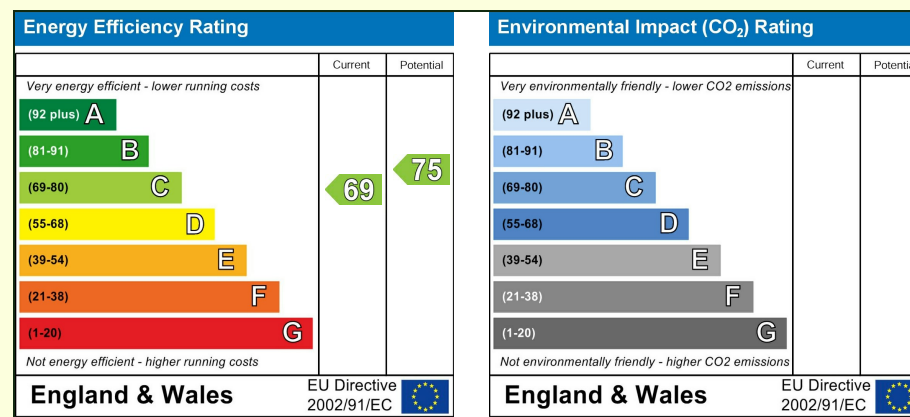 Energy Efficiency Rating
Current Potential
Very energy efficient - lower running costs
(92 plus) A
(81-91) B
(69-80) C
(55-68) D
(39-54) E
(21-38) F
(1-20) G
69
75
Not energy efficient - higher running costs
England & Wales
EU Directive
2002/91/EC
Environmental Impact (CO₂) Rating
Current Potential
Very environmentally friendly - lower CO2 emissions
(92 plus) A
(81-91) B
(69-80) C
(55-68) D
(39-54) E
(21-38) F
(1-20) G
Not environmentally friendly - higher CO2 emissions
England & Wales
EU Directive
2002/91/EC